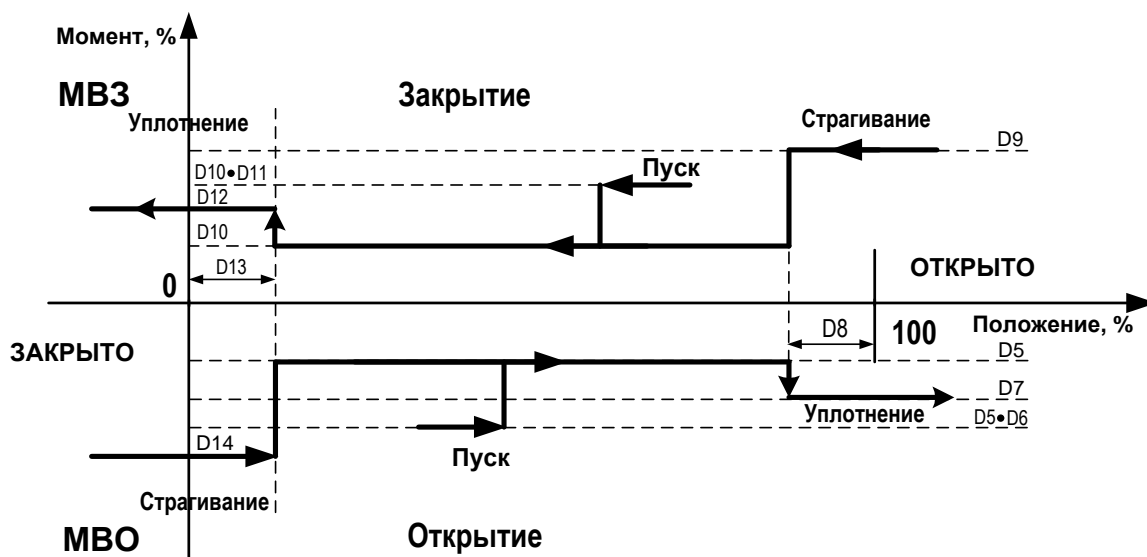 Момент, %
МВЗ
Закрытие
Уплотнение
Страгивание
D9
D10•D11
Пуск
D12
D10
D13
0
ОТКРЫТО
100
Положение, %
ЗАКРЫТО
D8
D5
D7
Уплотнение
D5•D6
D14
Пуск
Страгивание
МВО
Открытие